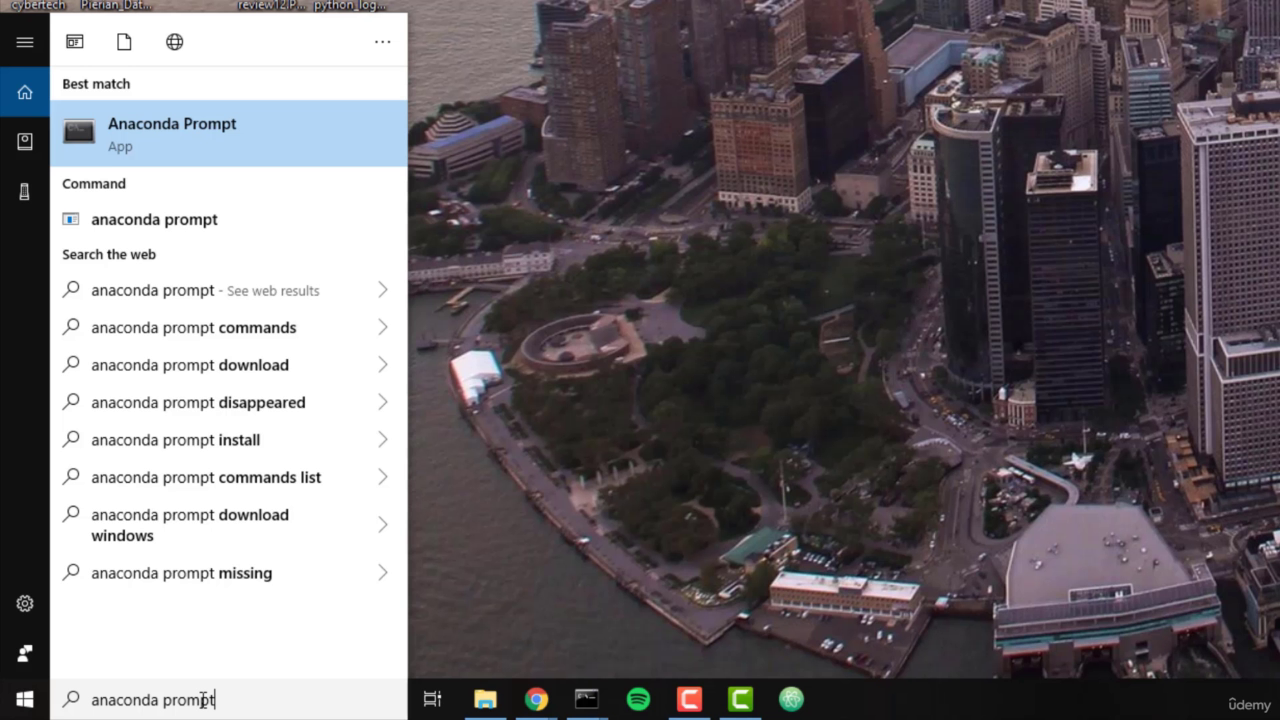 cybertech Pierian_Dat... review12.P... python_log...
Best match
Anaconda Prompt
App
Command
anaconda prompt
Search the web
anaconda prompt - See web results
anaconda prompt commands
anaconda prompt download
anaconda prompt disappeared
anaconda prompt install
anaconda prompt commands list
anaconda prompt download
windows
anaconda prompt missing
anaconda prompt
ûdemy